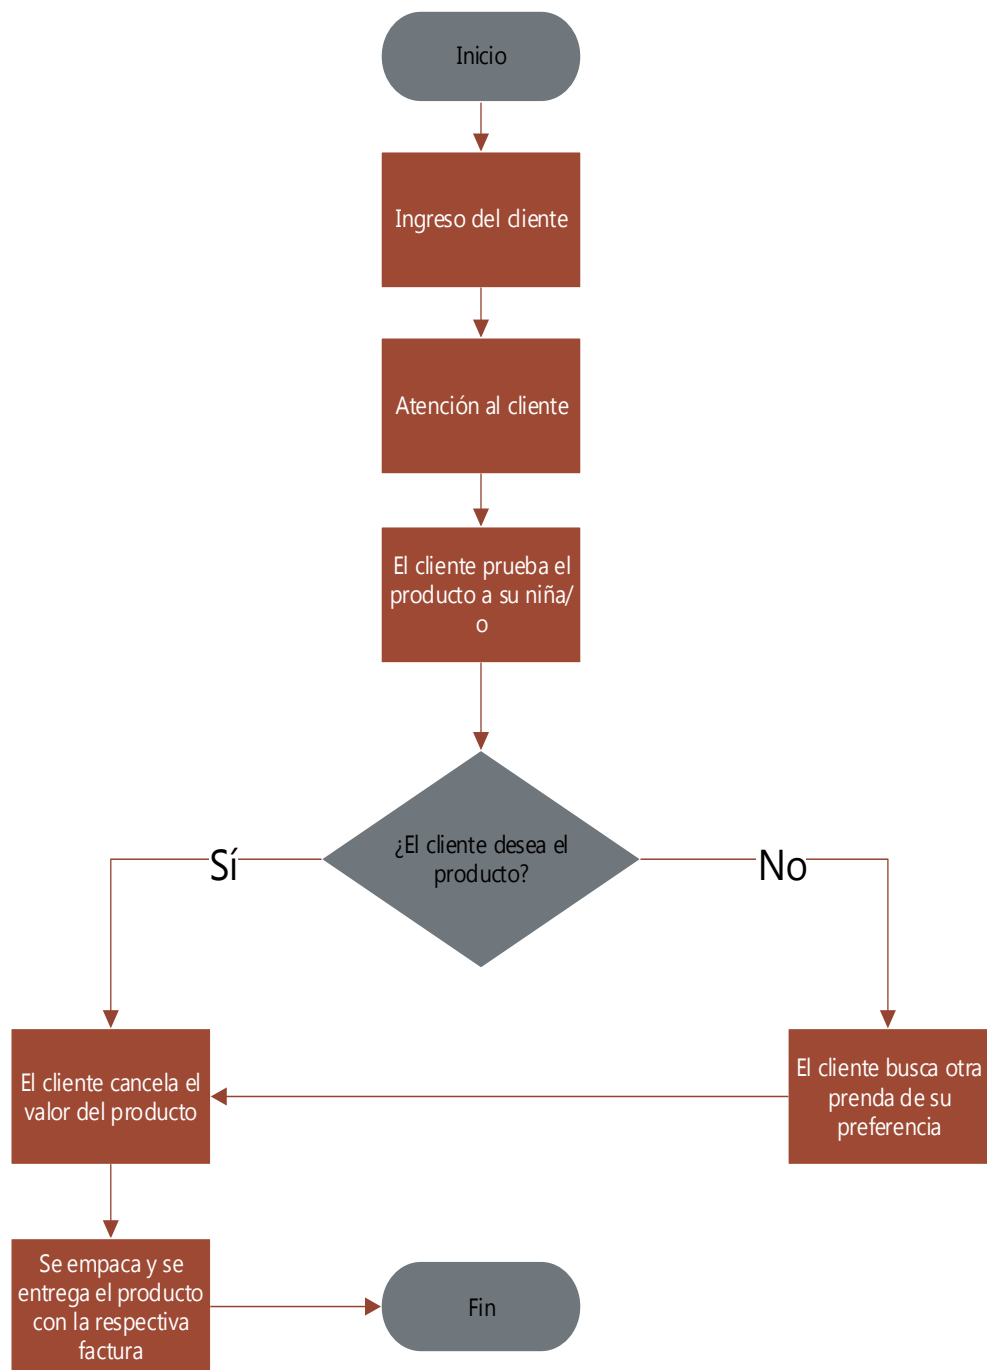 Inicio
Ingreso del cliente
Atención al cliente
El cliente prueba el
producto a su niña/
o
¿El cliente desea el
producto?
Sí
No
El cliente cancela el
valor del producto
El cliente busca otra
prenda de su
preferencia
Se empaca y se
entrega el producto
con la respectiva
factura
Fin